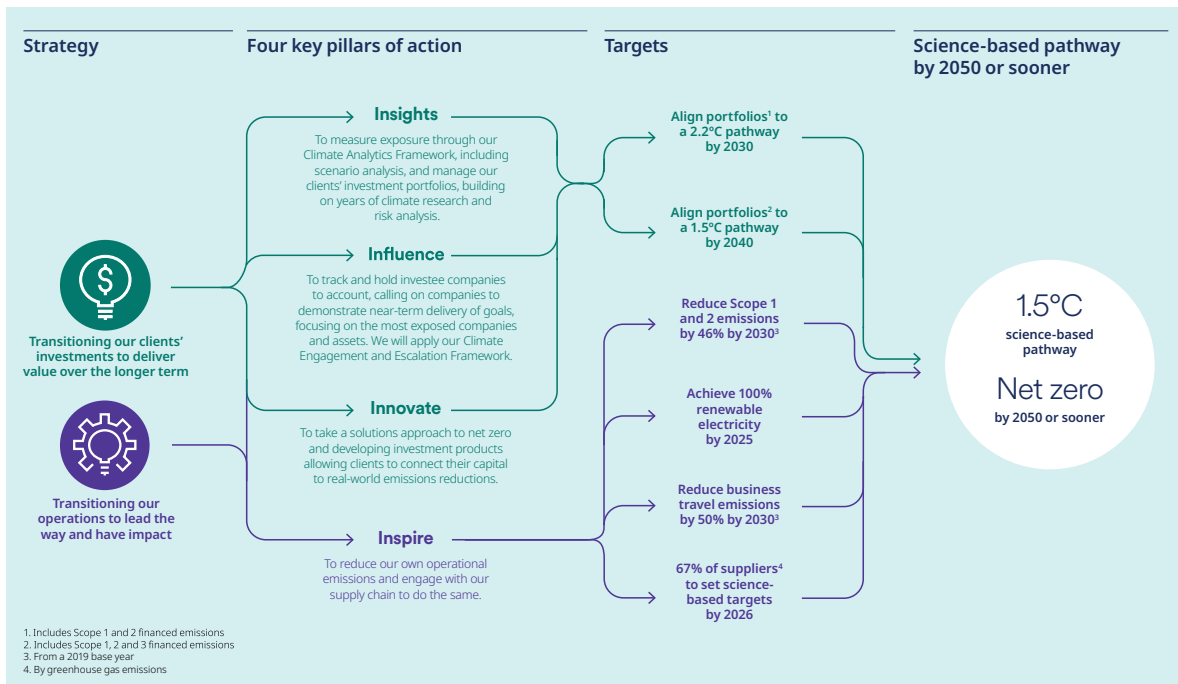 Strategy
Four key pillars of action
Targets
Science-based pathway
by 2050 or sooner
Transitioning our clients’
investments to deliver
value over the longer term
Transitioning our
operations to lead the
way and have impact
Insights
To measure exposure through our
Climate Analytics Framework, including
scenario analysis, and manage our
clients’ investment portfolios, building
on years of climate research and
risk analysis.
Influence
To track and hold investee companies
to account, calling on companies to
demonstrate near-term delivery of goals,
focusing on the most exposed companies
and assets. We will apply our Climate
Engagement and Escalation Framework.
Innovate
To take a solutions approach to net zero
and developing investment products
allowing clients to connect their capital
to real-world emissions reductions.
Inspire
To reduce our own operational
emissions and engage with our
supply chain to do the same.
Align portfolios¹ to
a 2.2°C pathway
by 2030
Align portfolios² to
a 1.5°C pathway
by 2040
Reduce Scope 1
and 2 emissions
by 46% by 2030³
Achieve 100%
renewable
electricity
by 2025
Reduce business
travel emissions
by 50% by 2030³
67% of suppliers⁴
to set science-
based targets
by 2026
1.5°C
science-based
pathway
Net zero
by 2050 or sooner
1. Includes Scope 1 and 2 financed emissions
2. Includes Scope 1, 2 and 3 financed emissions
3. From a 2019 base year
4. By greenhouse gas emissions